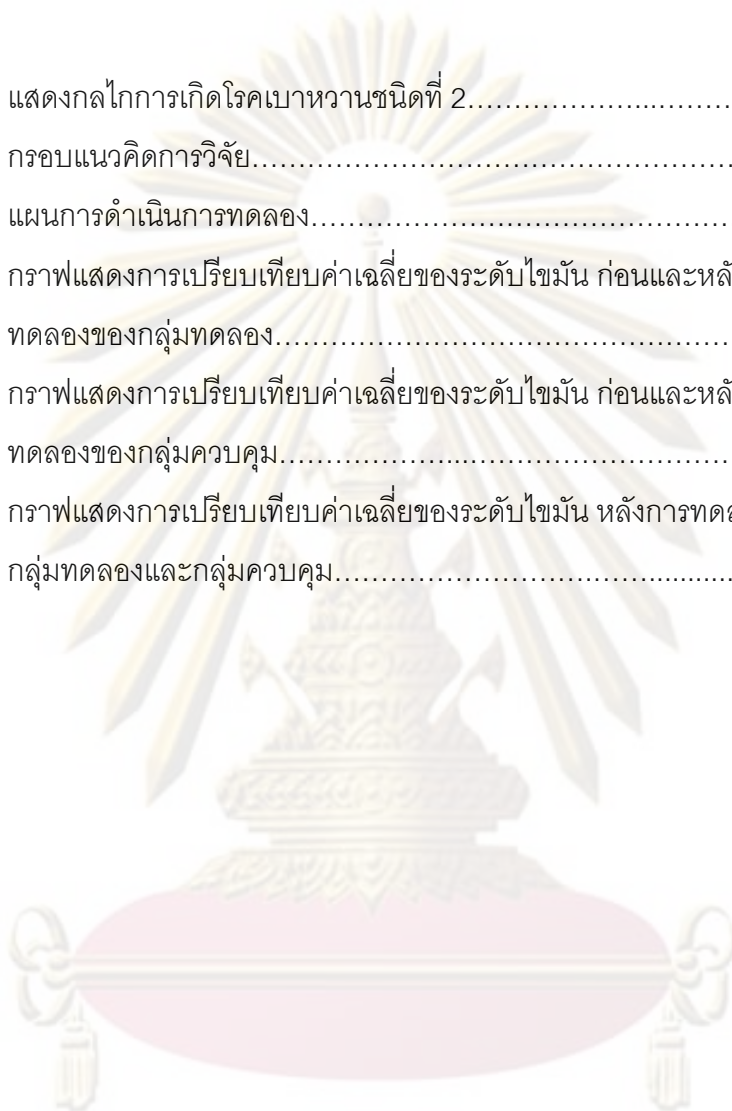 แสดงกลไกการเกิดโรคเบาหวานชนิดที่ 2………………....………
กรอบแนวคิดการวิจัย……………………………………………
แผนการดำเนินการทดลอง………………………………………
กราฟแสดงการเปรียบเทียบค่าเฉลี่ยของระดับไขมัน ก่อนและหลั
ทดลองของกลุ่มทดลอง…………………………………………
กราฟแสดงการเปรียบเทียบค่าเฉลี่ยของระดับไขมัน ก่อนและหลั
ทดลองของกลุ่มควบคุม………………...………………………
กราฟแสดงการเปรียบเทียบค่าเฉลี่ยของระดับไขมัน หลังการทดล
กลุ่มทดลองและกลุ่มควบคุม……………………………...........